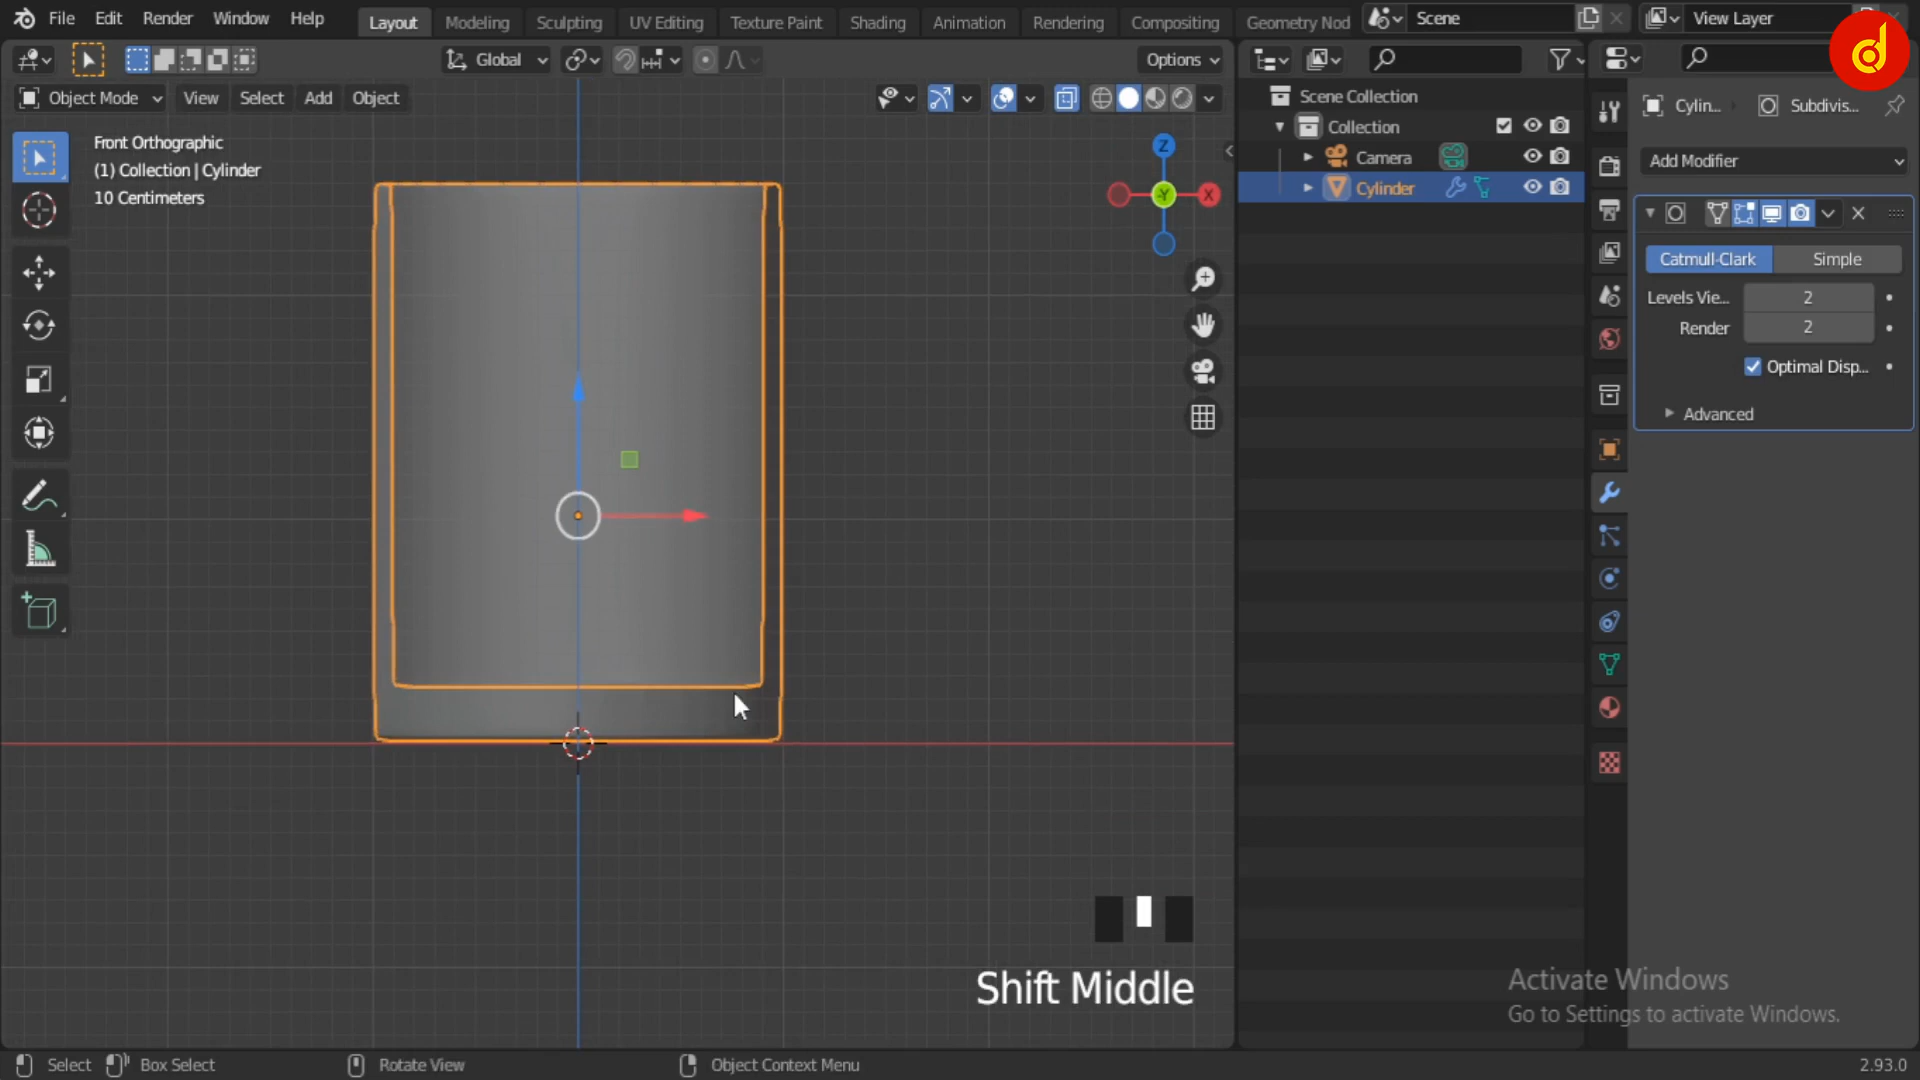 File Edit Render Window Help Layout Modeling Sculpting UV Editing Texture Paint Shading Animation Rendering Compositing Geometry Nod Scene View Layer
Global Options
Object Mode View Select Add Object
Front Orthographic
(1) Collection | Cylinder
10 Centimeters
Z
Y
X
Scene Collection
Collection
Camera
Cylinder
Cylin... Subdivis...
Add Modifier
Catmull-Clark Simple
Levels Vie... 2
Render 2
Optimal Disp...
Advanced
Shift Middle
Activate Windows
Go to Settings to activate Windows.
Select Box Select Rotate View Object Context Menu 2.93.0